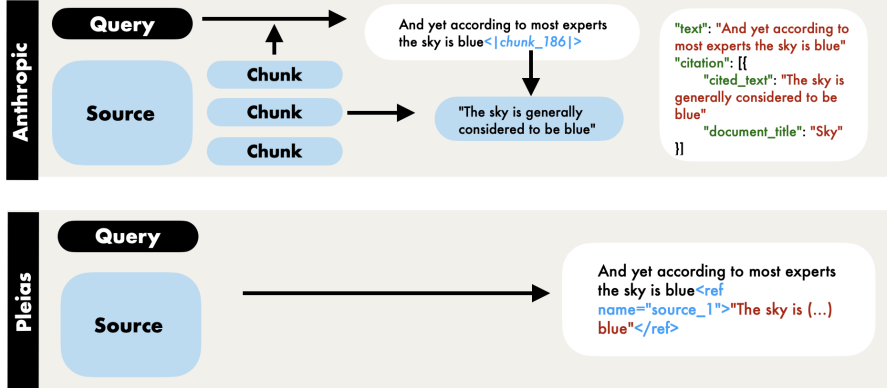 Anthropic
Query
Source
Chunk
Chunk
Chunk
And yet according to most experts
the sky is blue<|chunk_186|>
"The sky is generally
considered to be blue"
"text": "And yet according to
most experts the sky is blue"
"citation": [{
"cited_text": "The sky is
generally considered to be
blue"
"document_title": "Sky"
}]
Pleias
Query
Source
And yet according to most experts
the sky is blue<ref
name="source_1">"The sky is (...)
blue"</ref>